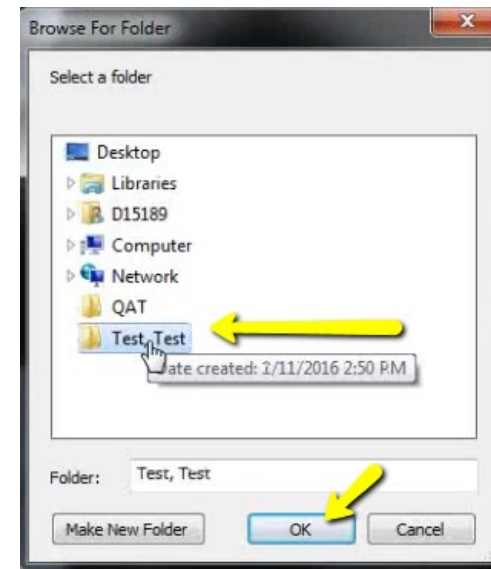 Browse For Folder
Select a folder
Desktop
Libraries
D15189
Computer
Network
QAT
Test, Test
Date created: 2/11/2016 2:50 PM
Folder: Test, Test
Make New Folder OK Cancel